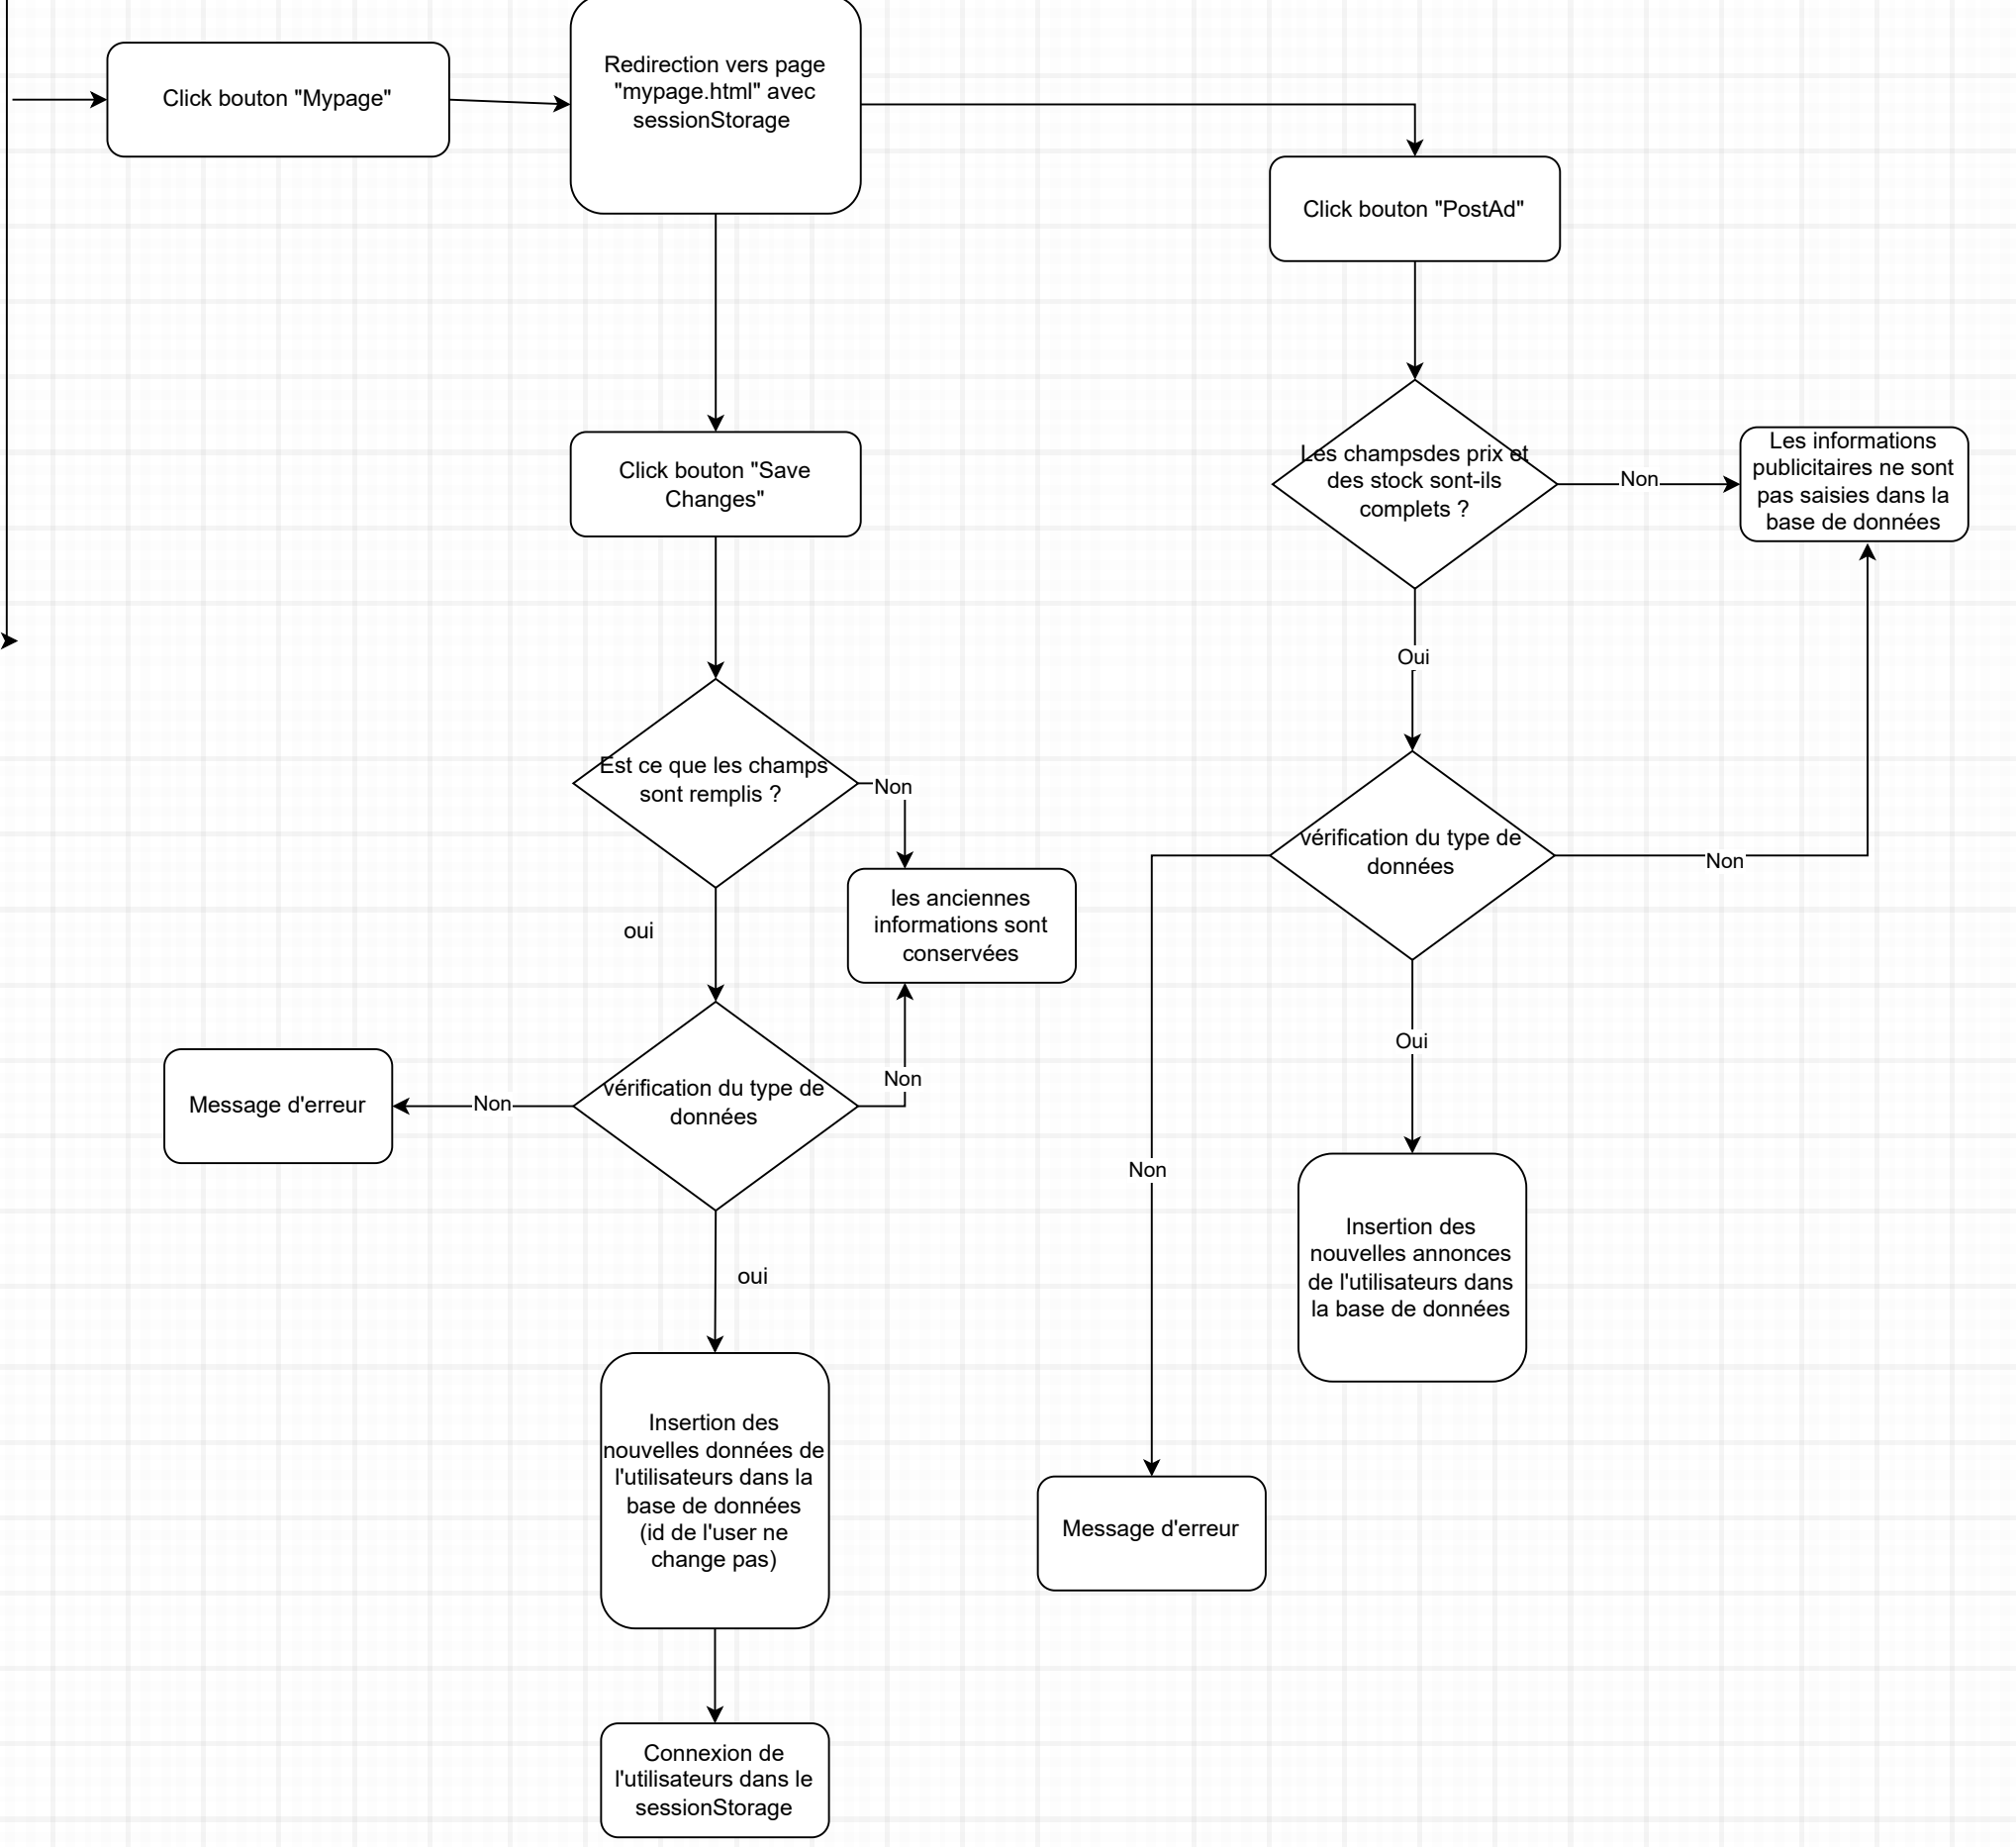 Click bouton "Mypage"
Redirection vers page
"mypage.html" avec
sessionStorage
Click bouton "PostAd"
Click bouton "Save
Changes"
Les champsdes prix et
des stock sont-ils
complets ?
Non
Les informations
publicitaires ne sont
pas saisies dans la
base de données
Oui
Est ce que les champs
sont remplis ?
Non
les anciennes
informations sont
conservées
oui
vérification du type de
données
Non
Message d'erreur
Non
vérification du type de
données
Non
Non
Oui
oui
Insertion des
nouvelles annonces
de l'utilisateurs dans
la base de données
Insertion des
nouvelles données de
l'utilisateurs dans la
base de données
(id de l'user ne
change pas)
Message d'erreur
Connexion de
l'utilisateurs dans le
sessionStorage